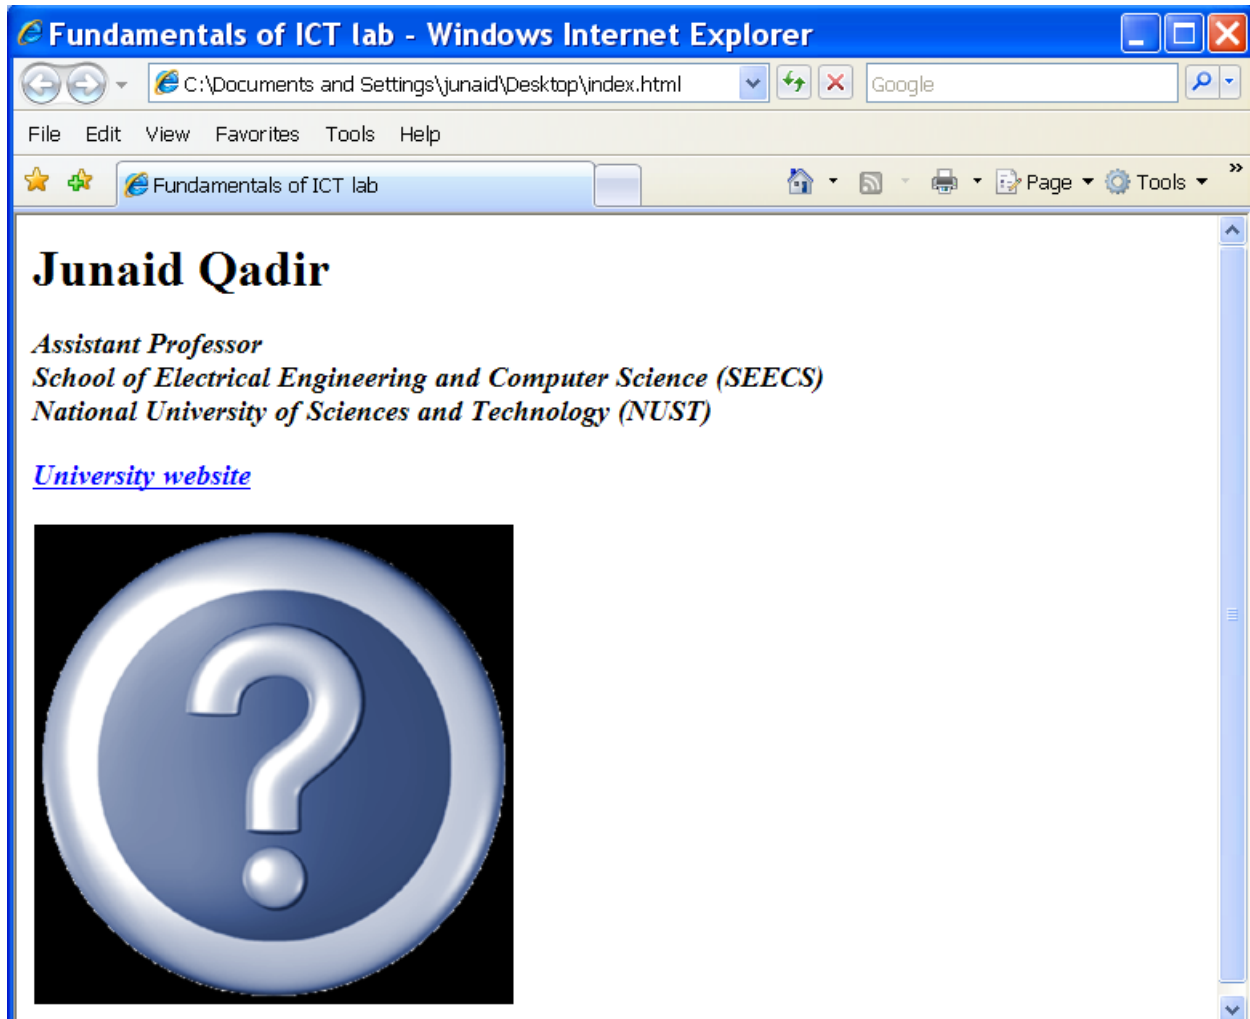 Fundamentals of ICT lab - Windows Internet Explorer
C:\Documents and Settings\junaid\Desktop\index.html
Google
File Edit View Favorites Tools Help
Fundamentals of ICT lab
Page Tools »
Junaid Qadir
Assistant Professor
School of Electrical Engineering and Computer Science (SEECS)
National University of Sciences and Technology (NUST)
University website
?